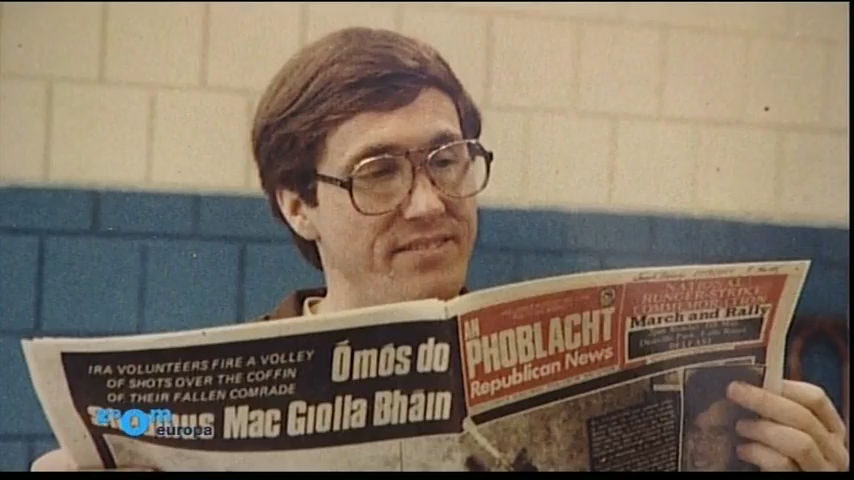 IRA VOLUNTEERS FIRE A VOLLEY
OF SHOTS OVER THE COFFIN
OF THEIR FALLEN COMRADE
Ómós do
Mac Giolla Bháin
AN
PHOBLACHT
Republican News
NATIONAL
HUNGER-STRIKE
COMMEMORATION
March and Rally
BELFAST
zoom
europa